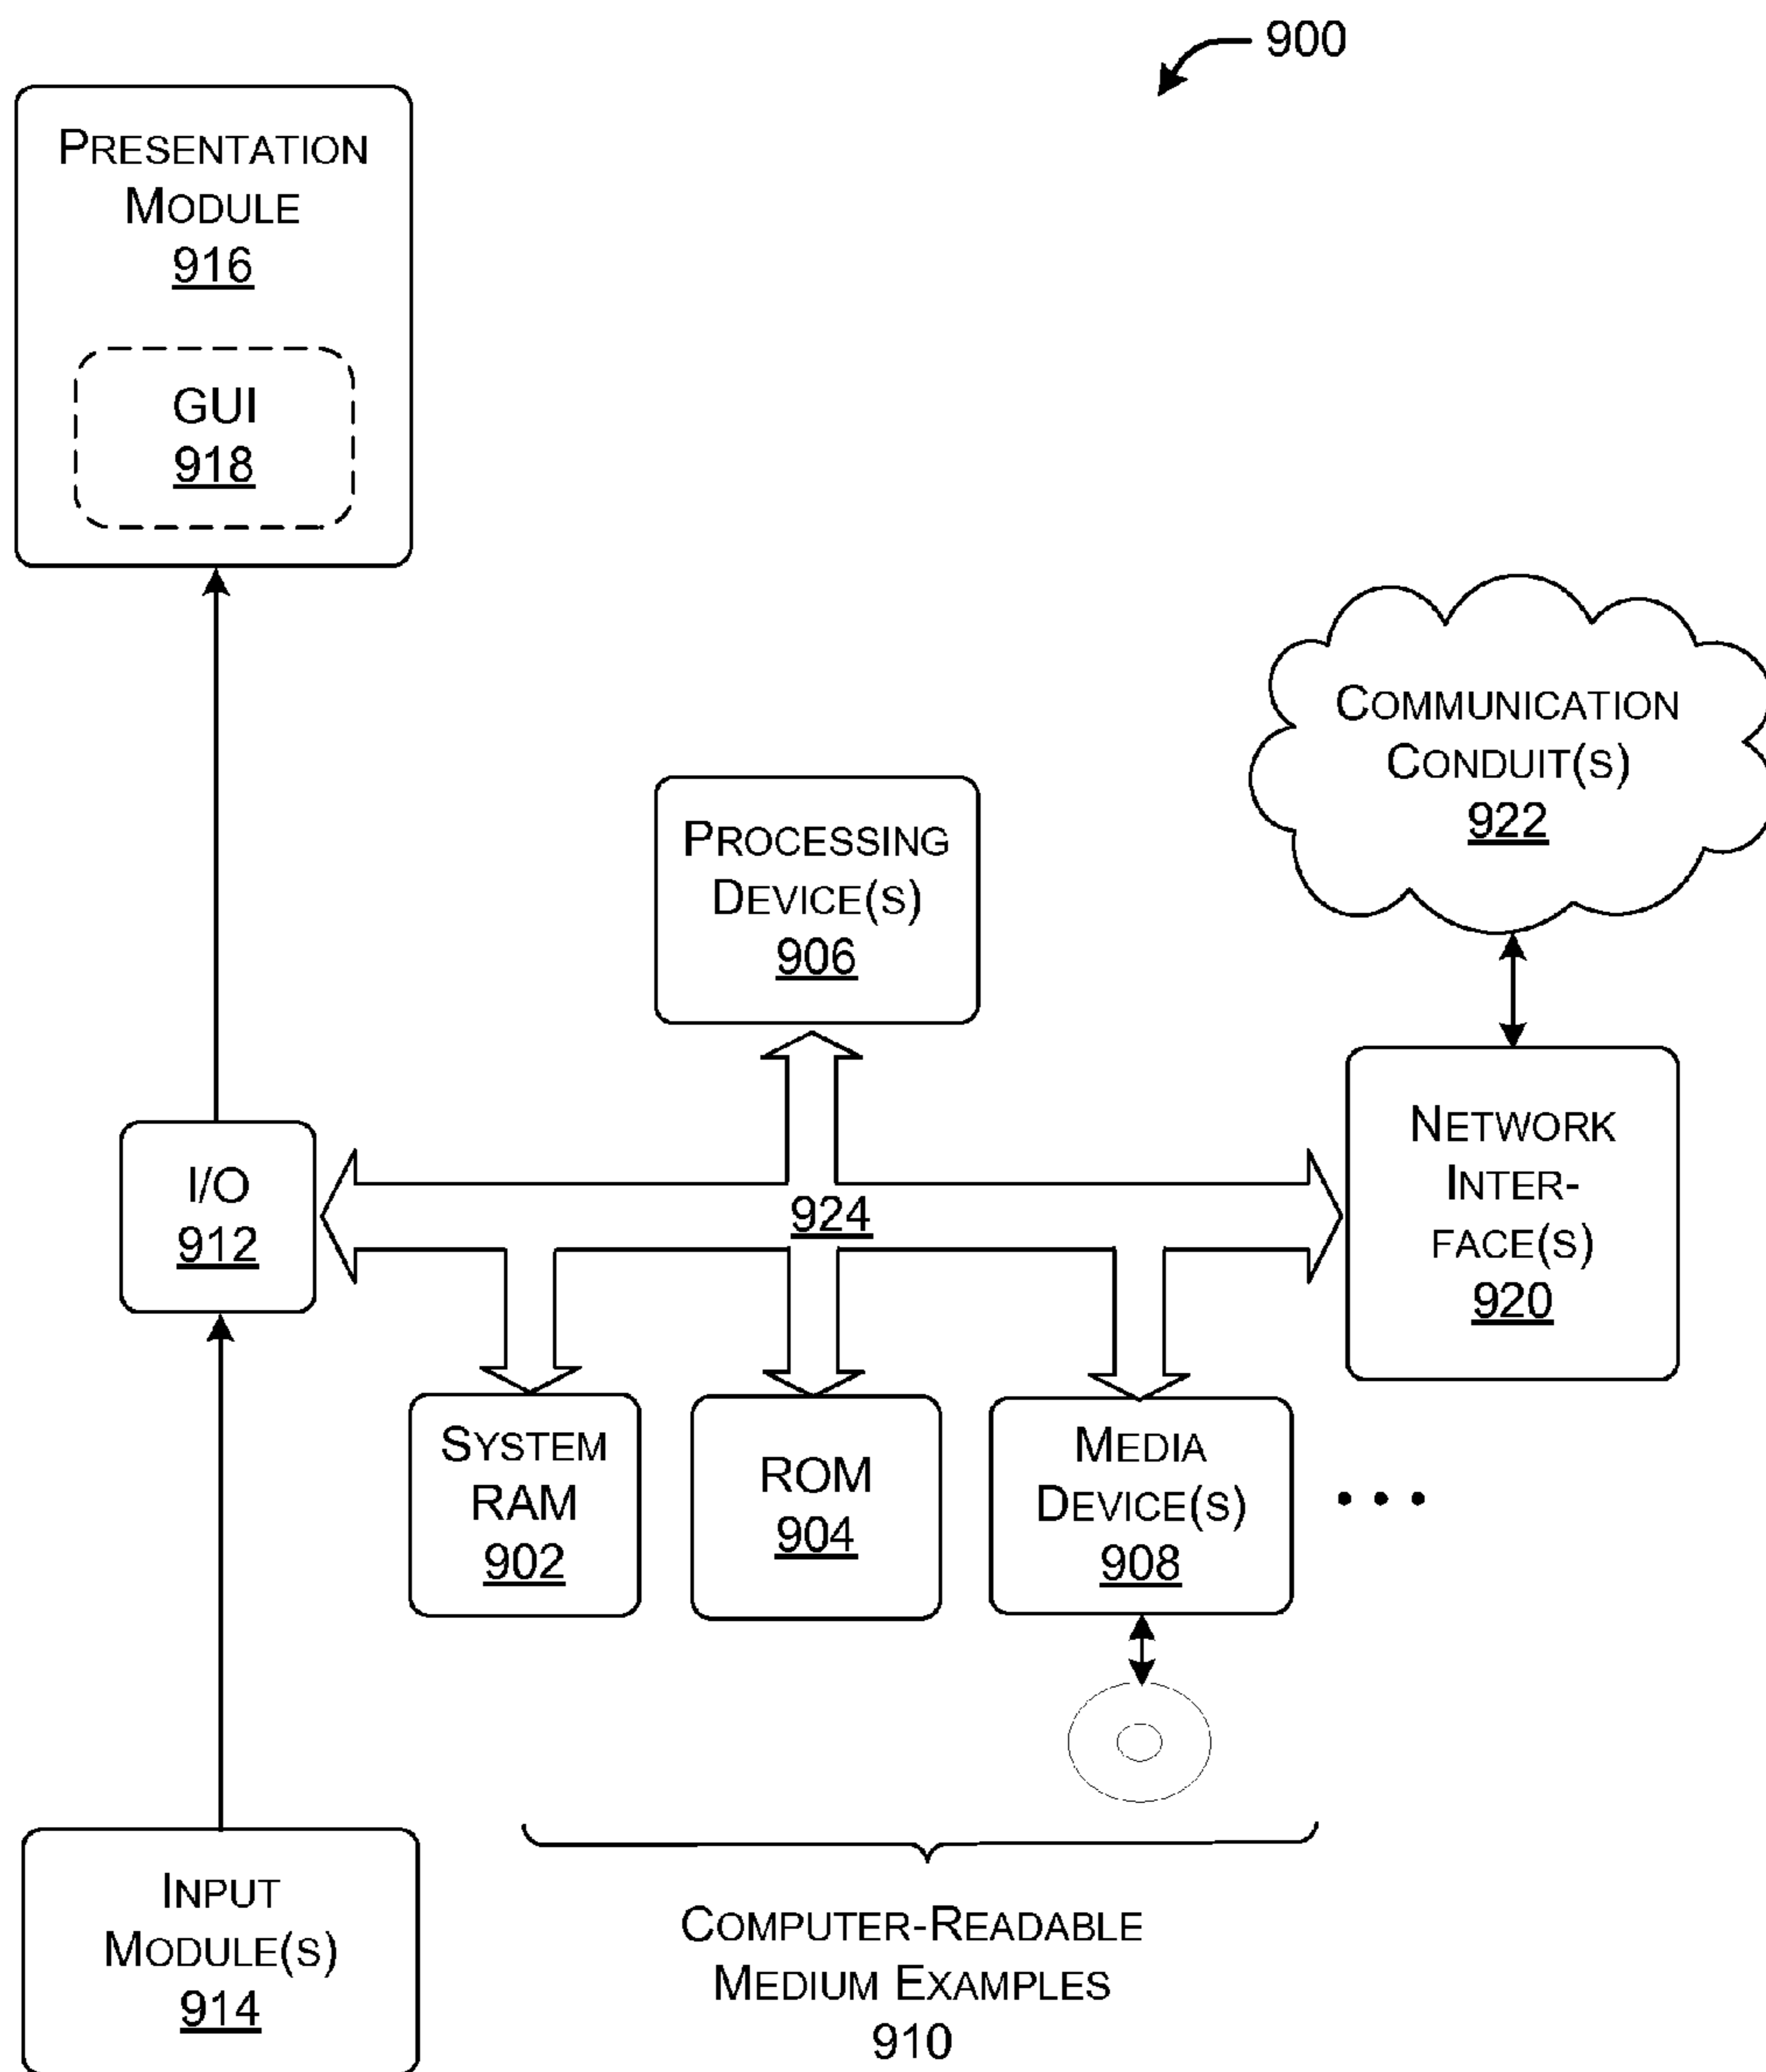 900
PRESENTATION
MODULE
916
GUI
918
COMMUNICATION
CONDUIT(S)
922
PROCESSING
DEVICE(S)
906
NETWORK
INTER-
FACE(S)
920
I/O
912
924
SYSTEM
RAM
902
ROM
904
MEDIA
DEVICE(S)
908
• • •
INPUT
MODULE(S)
914
COMPUTER-READABLE
MEDIUM EXAMPLES
910